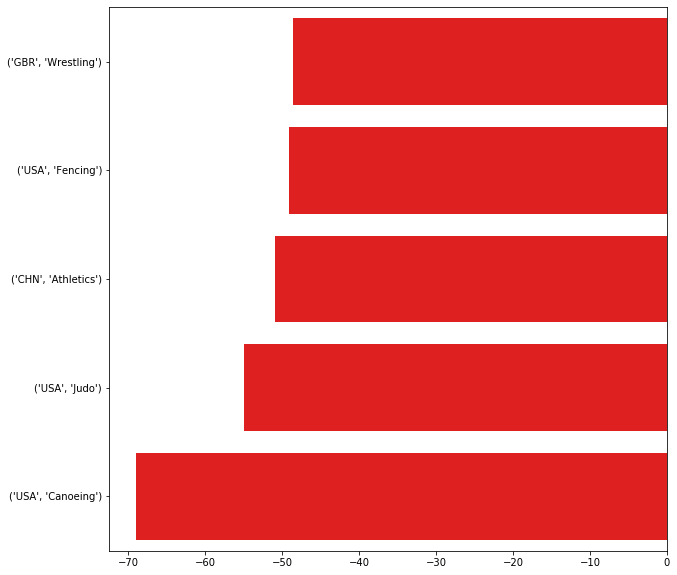 ('GBR', 'Wrestling')
('USA', 'Fencing')
('CHN', 'Athletics')
('USA', 'Judo')
('USA', 'Canoeing')
−70 −60 −50 −40 −30 −20 −10 0